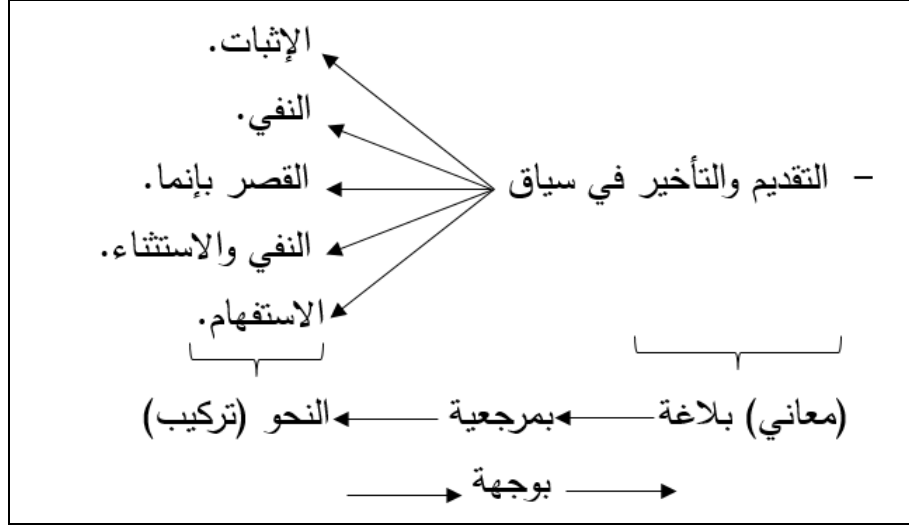 الإثبات.
النفي.
- التقديم والتأخير في سياق
القصر بإنما.
النفي والاستثناء.
الاستفهام.
(معاني) بلاغة بمرجعية النحو (تركيب)
بوجهة